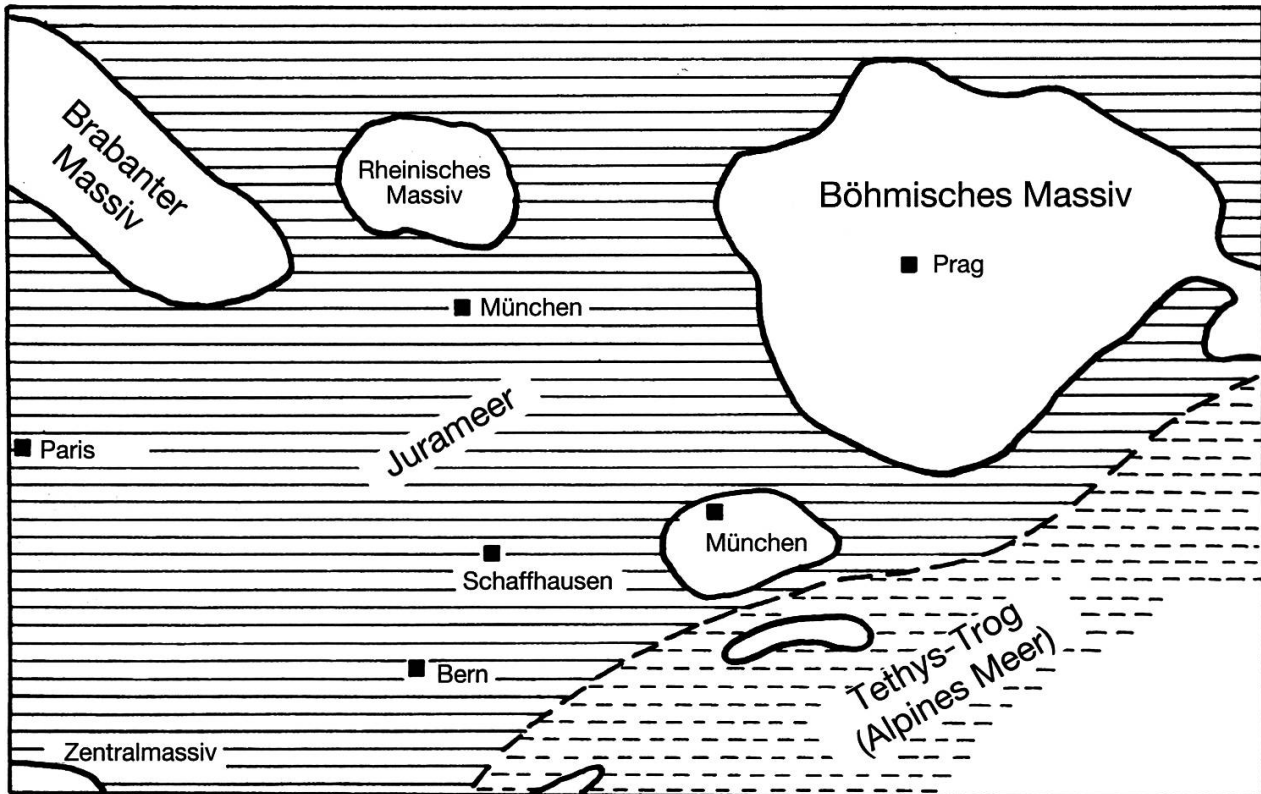 Brabanter
Massiv
Rheinisches
Massiv
Böhmisches Massiv
Prag
München
Jurameer
Paris
München
Schaffhausen
Tethys-Trog
(Alpines Meer)
Bern
Zentralmassiv